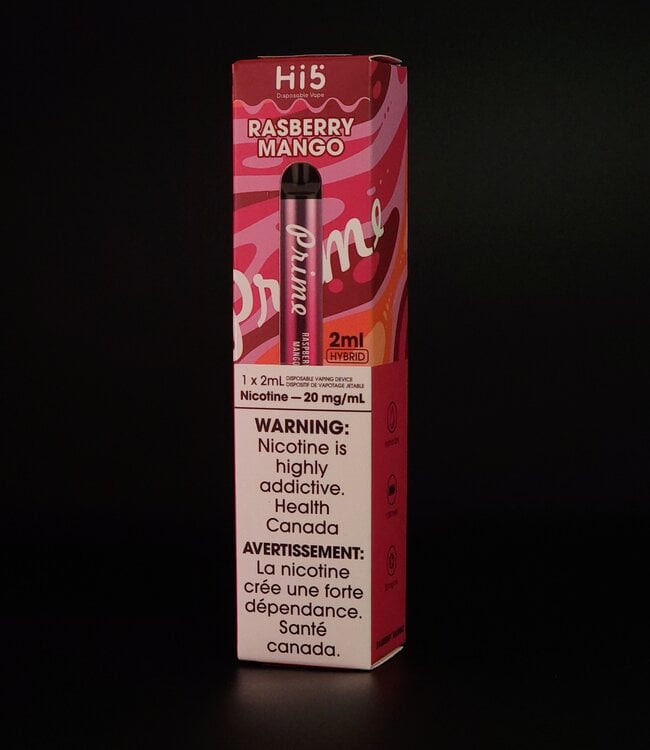 Hi5
Disposable Vape
RASBERRY
MANGO
Prime
Prime
RASPBER
MANGO
2ml
HYBRID
1 x 2mL DISPOSABLE VAPING DEVICE
DISPOSITIF DE VAPOTAGE JETABLE
Nicotine — 20 mg/mL
WARNING:
Nicotine is
highly
addictive.
Health
Canada
AVERTISSEMENT:
La nicotine
crée une forte
dépendance.
Santé
canada.